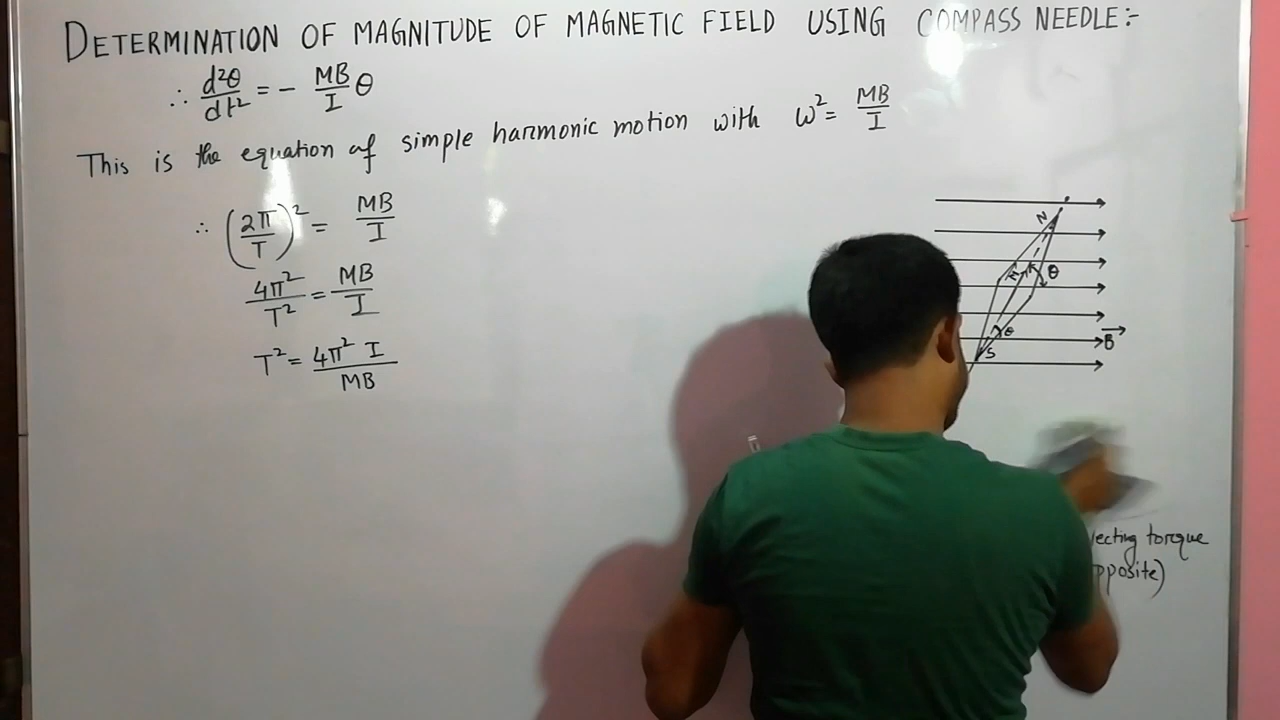 DETERMINATION OF MAGNITUDE OF MAGNETIC FIELD USING COMPASS NEEDLE:-
∴ d²θ/dt² = - MB/I θ
This is the equation of simple harmonic motion with ω² = MB/I
∴ (2π/T)² = MB/I
4π²/T² = MB/I
T² = 4π² I/MB
N
θ
θ
S
B→
lecting torque
pposite)